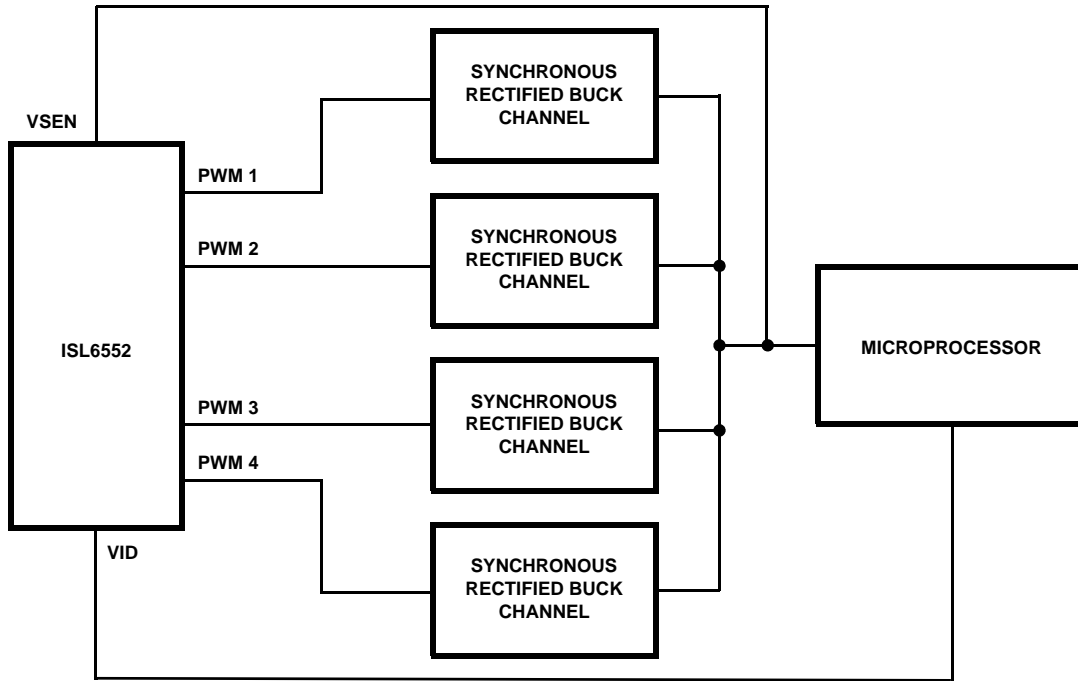 VSEN
ISL6552
VID
PWM 1
PWM 2
PWM 3
PWM 4
SYNCHRONOUS
RECTIFIED BUCK
CHANNEL
SYNCHRONOUS
RECTIFIED BUCK
CHANNEL
SYNCHRONOUS
RECTIFIED BUCK
CHANNEL
SYNCHRONOUS
RECTIFIED BUCK
CHANNEL
MICROPROCESSOR